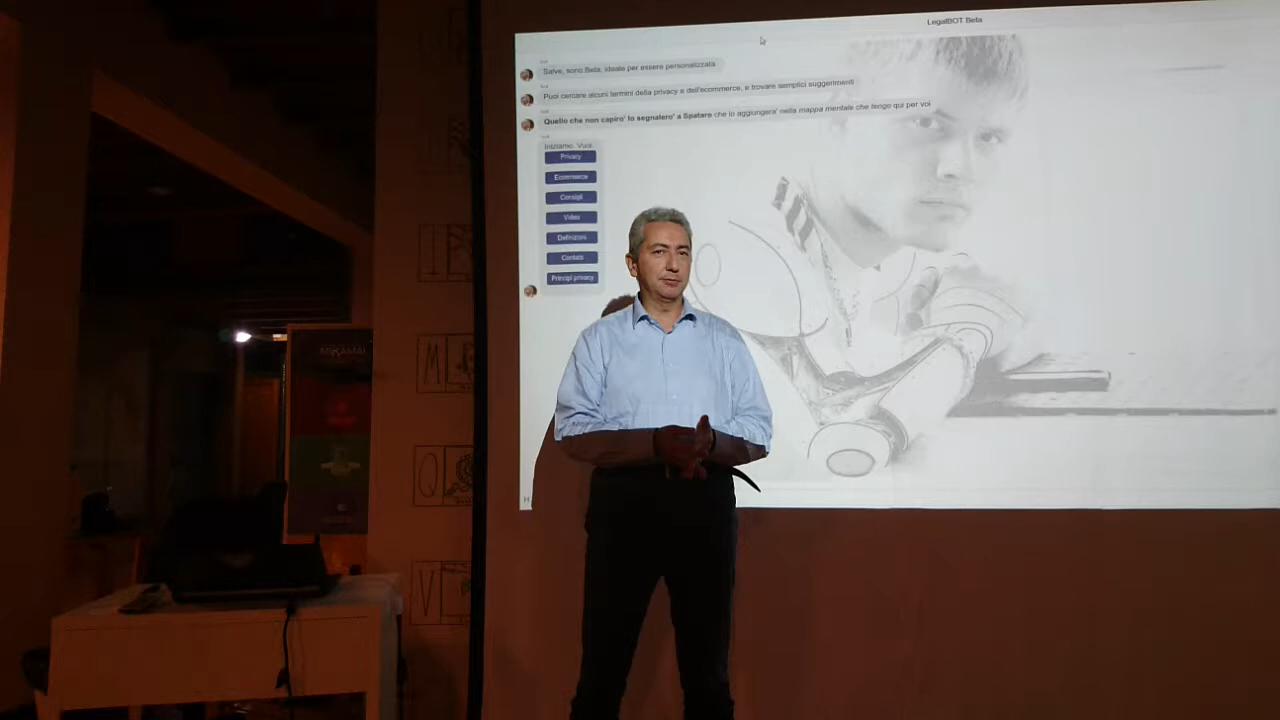 LegalBOT Beta
Salve, sono Beta, ideale per essere personalizzata
Puoi cercare alcuni termini della privacy e dell'ecommerce, e trovare semplici suggerimenti
Quello che non capiro' lo segnalero' a Spataro che lo aggiungera' nella mappa mentale che tengo qui per voi
Iniziamo. Vuoi:
Privacy
Ecommerce
Consigli
Video
Definizioni
Contatti
Principi privacy
MIKAMAI
M
Q
V